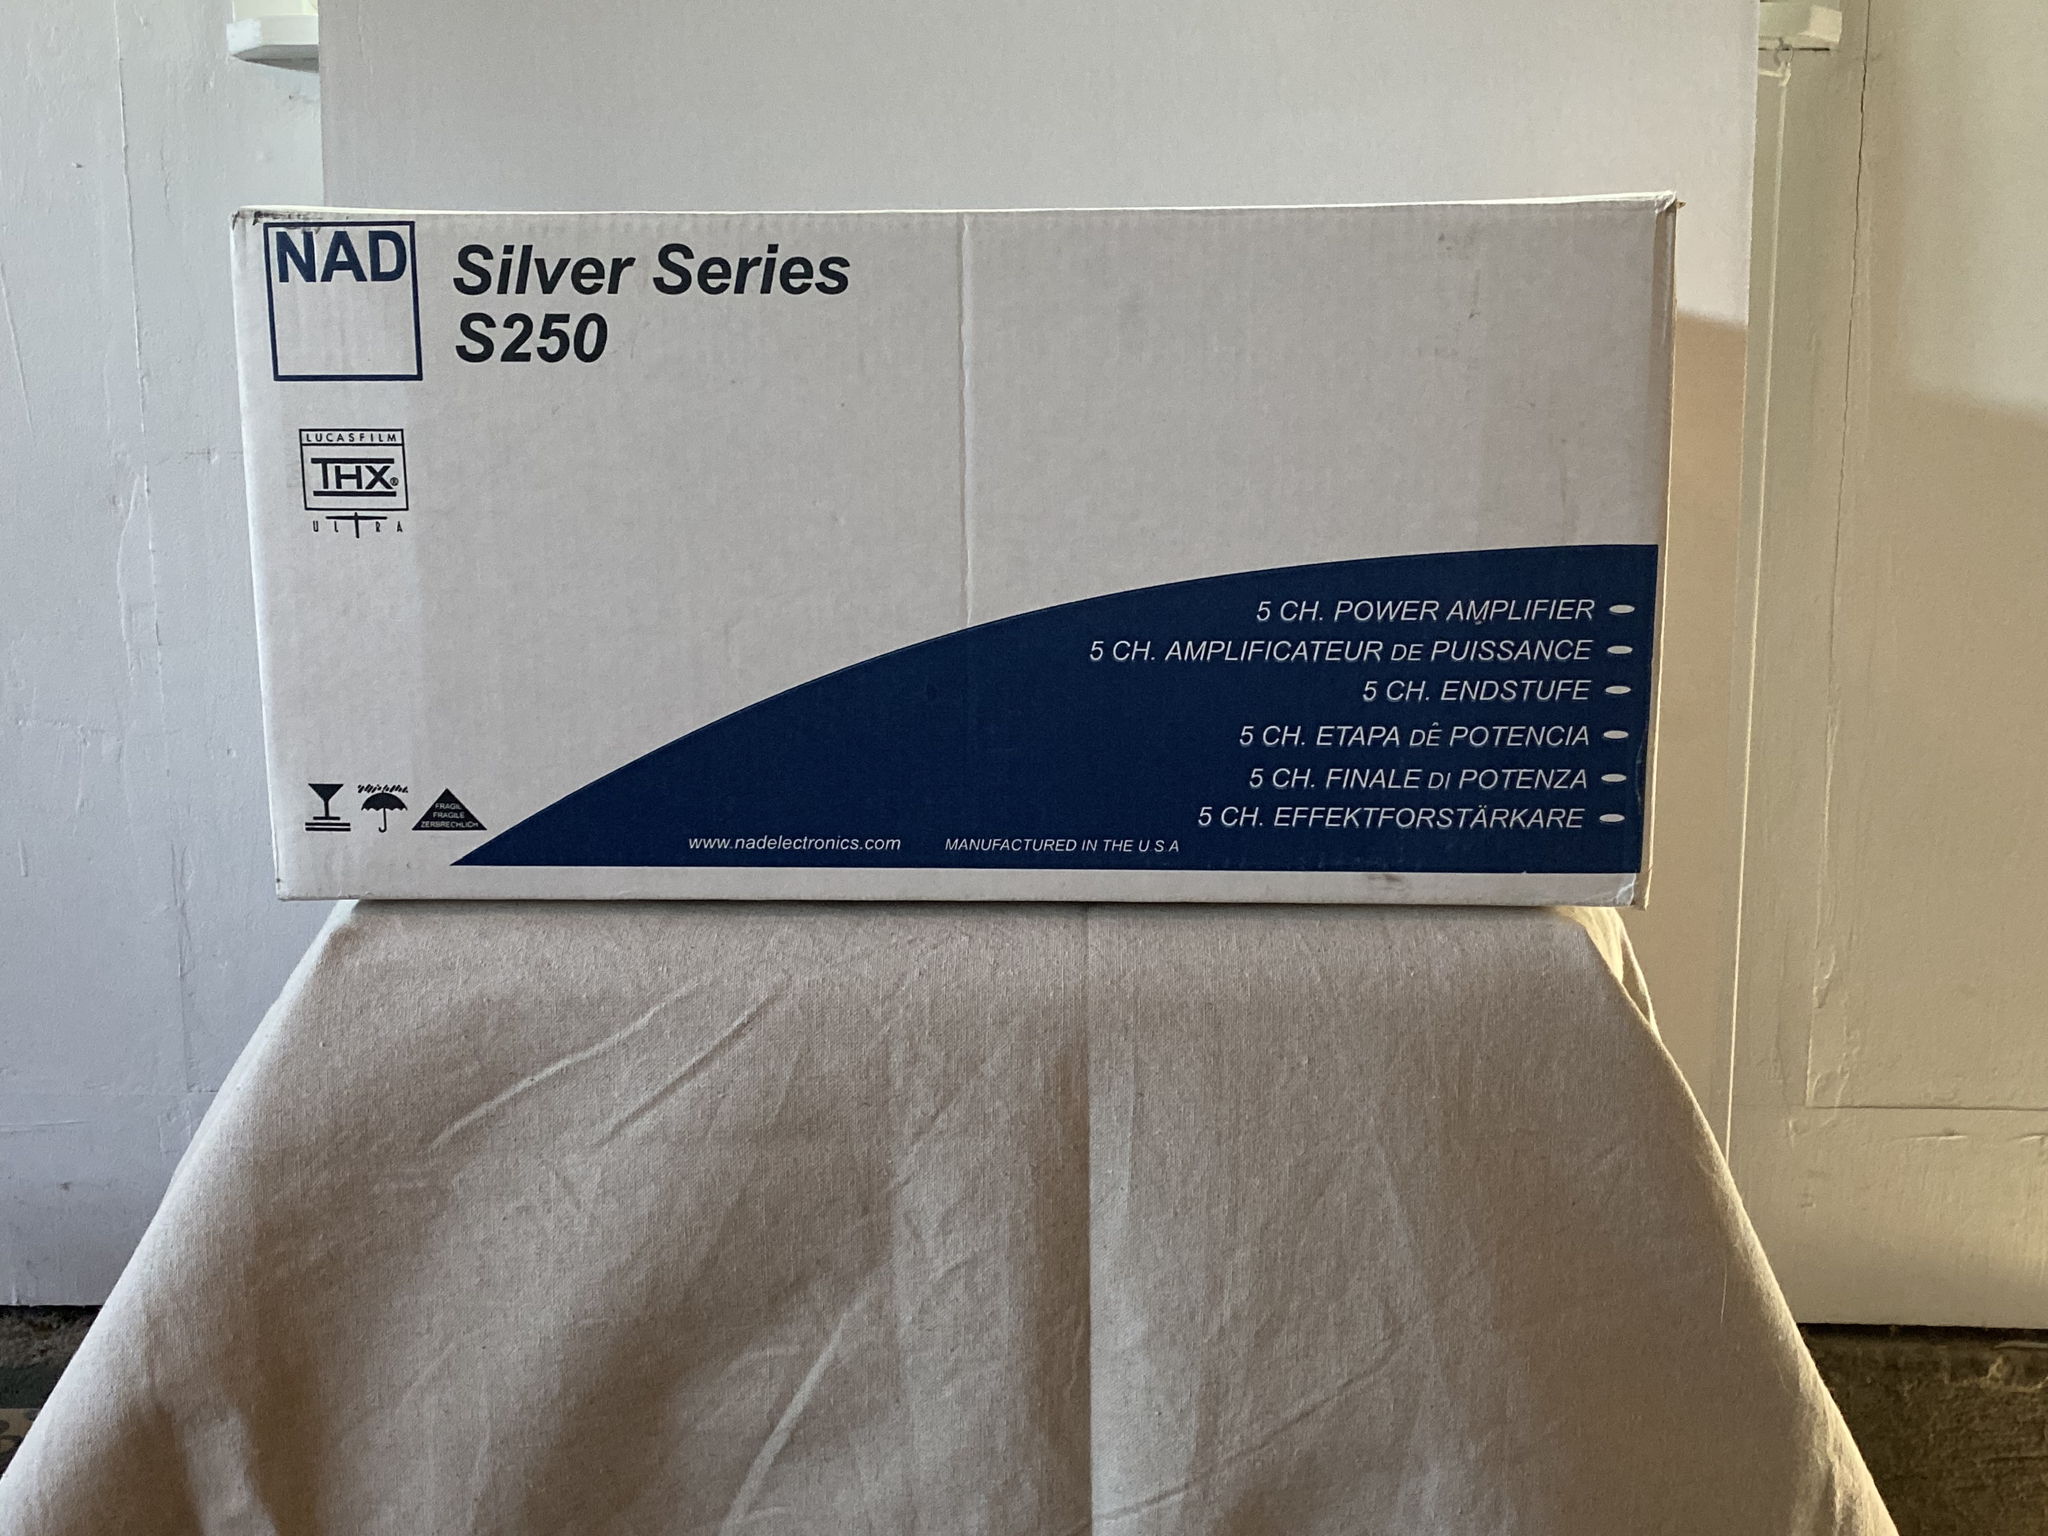 NAD
Silver Series
S250
LUCASFILM
THX®
ULTRA
5 CH. POWER AMPLIFIER
5 CH. AMPLIFICATEUR DE PUISSANCE
5 CH. ENDSTUFE
5 CH. ETAPA DÊ POTENCIA
5 CH. FINALE DI POTENZA
5 CH. EFFEKTFORSTÄRKARE
FRAGIL
FRAGILE
ZERBRECHLICH
www.nadelectronics.com MANUFACTURED IN THE U S A